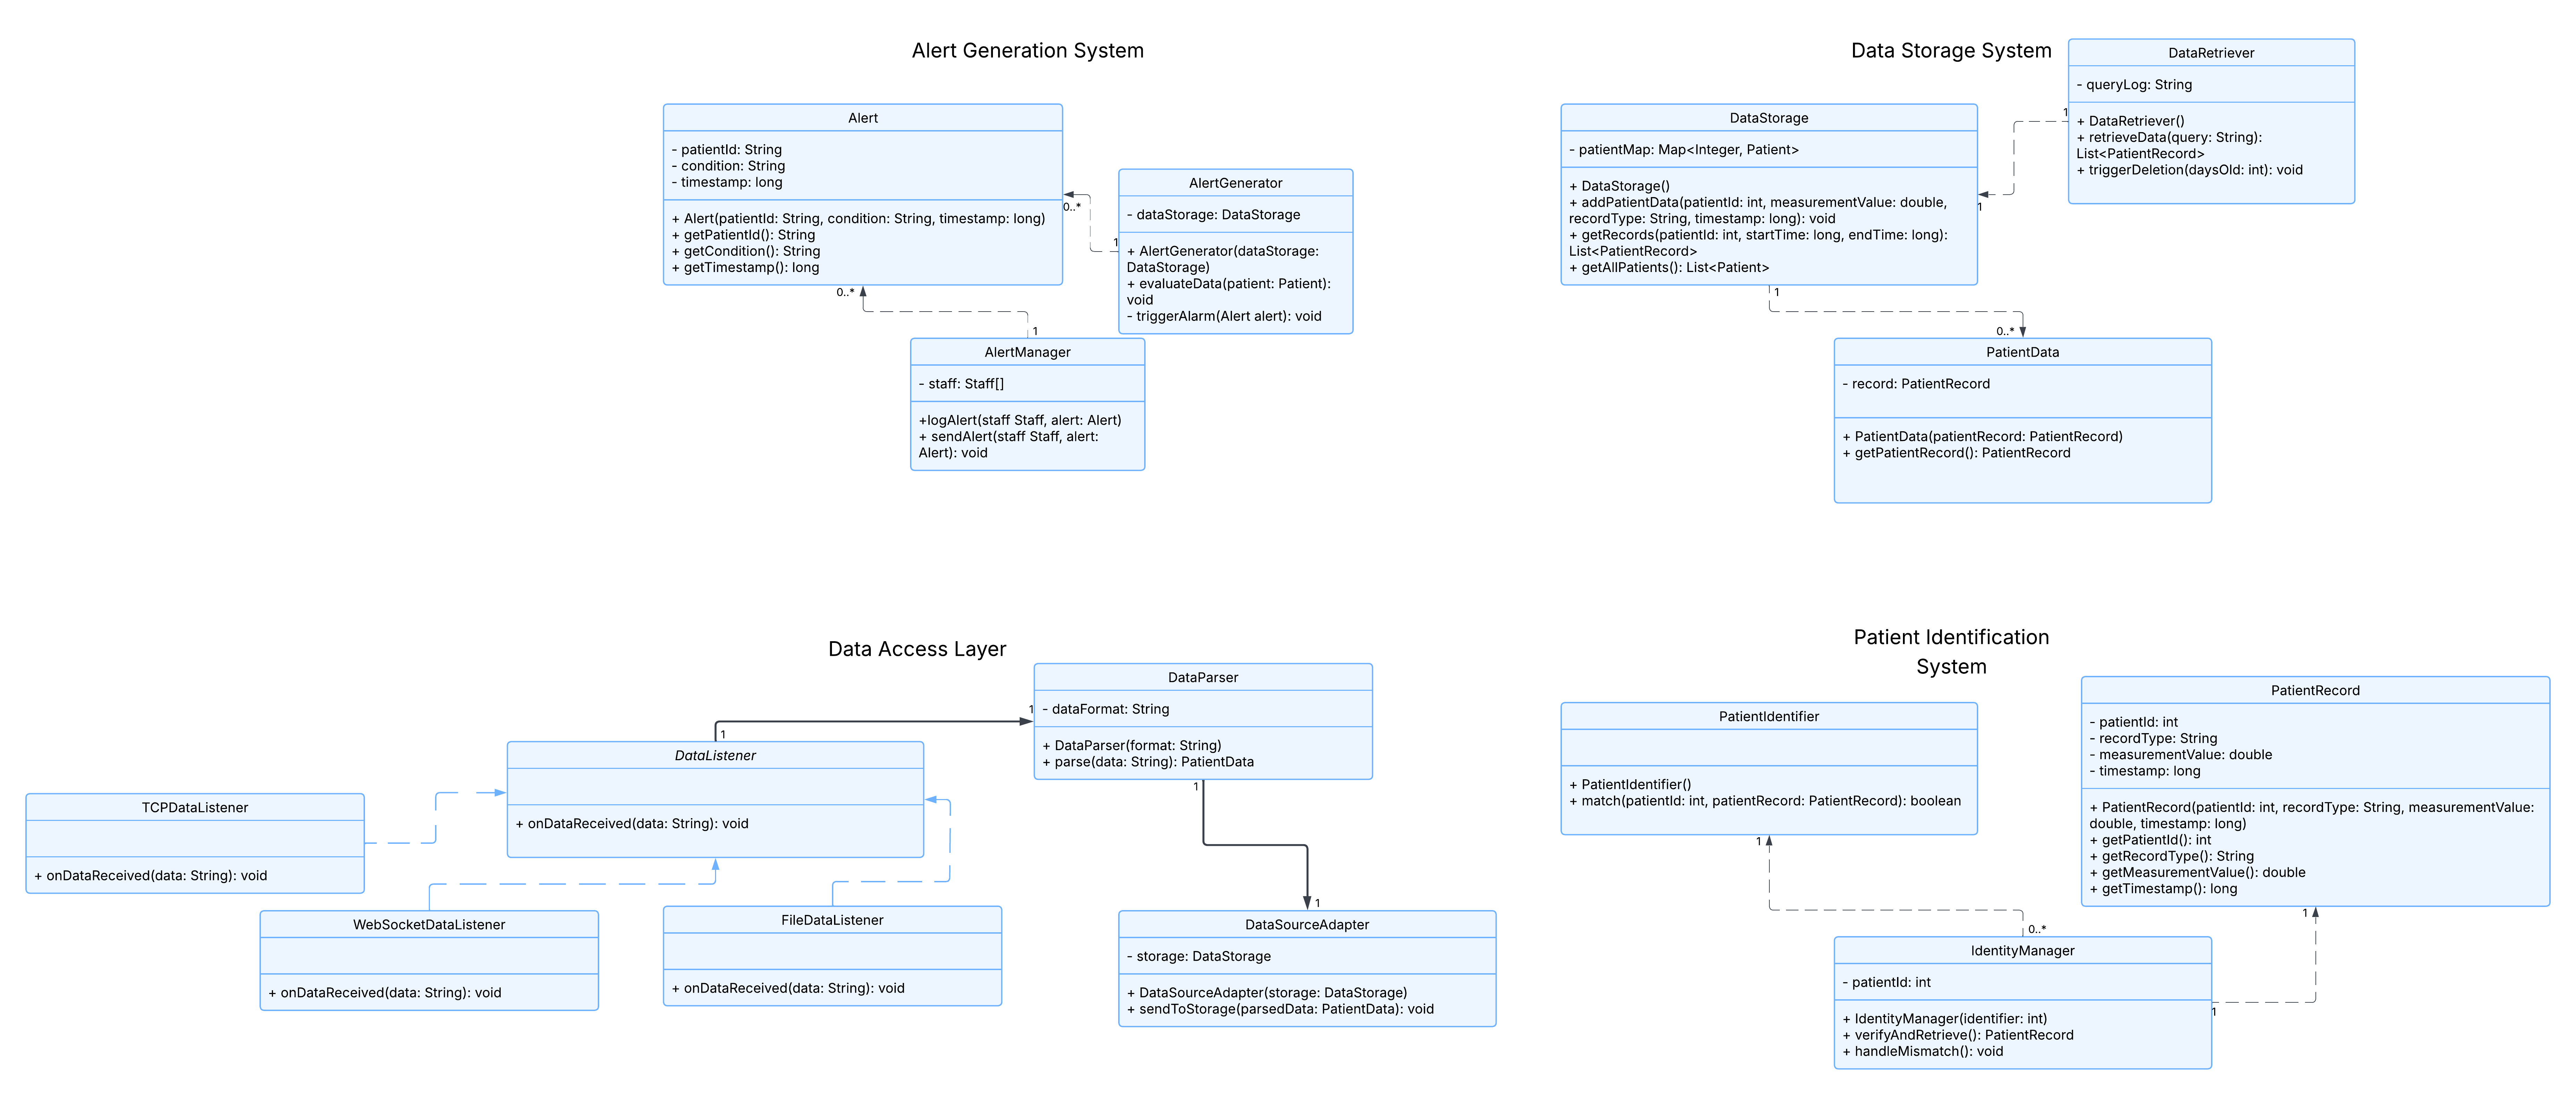 Alert Generation System
Alert
- patientId: String
- condition: String
- timestamp: long
+ Alert(patientId: String, condition: String, timestamp: long)
+ getPatientId(): String
+ getCondition(): String
+ getTimestamp(): long
0..*
1
AlertGenerator
- dataStorage: DataStorage
+ AlertGenerator(dataStorage:
DataStorage)
+ evaluateData(patient: Patient):
void
- triggerAlarm(Alert alert): void
0..*
1
AlertManager
- staff: Staff[]
+logAlert(staff Staff, alert: Alert)
+ sendAlert(staff Staff, alert:
Alert): void
Data Storage System
DataRetriever
- queryLog: String
+ DataRetriever()
+ retrieveData(query: String):
List<PatientRecord>
+ triggerDeletion(daysOld: int): void
1
1
DataStorage
- patientMap: Map<Integer, Patient>
+ DataStorage()
+ addPatientData(patientId: int, measurementValue: double,
recordType: String, timestamp: long): void
+ getRecords(patientId: int, startTime: long, endTime: long):
List<PatientRecord>
+ getAllPatients(): List<Patient>
1
0..*
PatientData
- record: PatientRecord
+ PatientData(patientRecord: PatientRecord)
+ getPatientRecord(): PatientRecord
Data Access Layer
DataParser
- dataFormat: String
+ DataParser(format: String)
+ parse(data: String): PatientData
1
1
DataListener
+ onDataReceived(data: String): void
TCPDataListener
+ onDataReceived(data: String): void
WebSocketDataListener
+ onDataReceived(data: String): void
FileDataListener
+ onDataReceived(data: String): void
1
1
DataSourceAdapter
- storage: DataStorage
+ DataSourceAdapter(storage: DataStorage)
+ sendToStorage(parsedData: PatientData): void
Patient Identification
System
PatientIdentifier
+ PatientIdentifier()
+ match(patientId: int, patientRecord: PatientRecord): boolean
PatientRecord
- patientId: int
- recordType: String
- measurementValue: double
- timestamp: long
+ PatientRecord(patientId: int, recordType: String, measurementValue:
double, timestamp: long)
+ getPatientId(): int
+ getRecordType(): String
+ getMeasurementValue(): double
+ getTimestamp(): long
1
0..*
1
1
IdentityManager
- patientId: int
+ IdentityManager(identifier: int)
+ verifyAndRetrieve(): PatientRecord
+ handleMismatch(): void